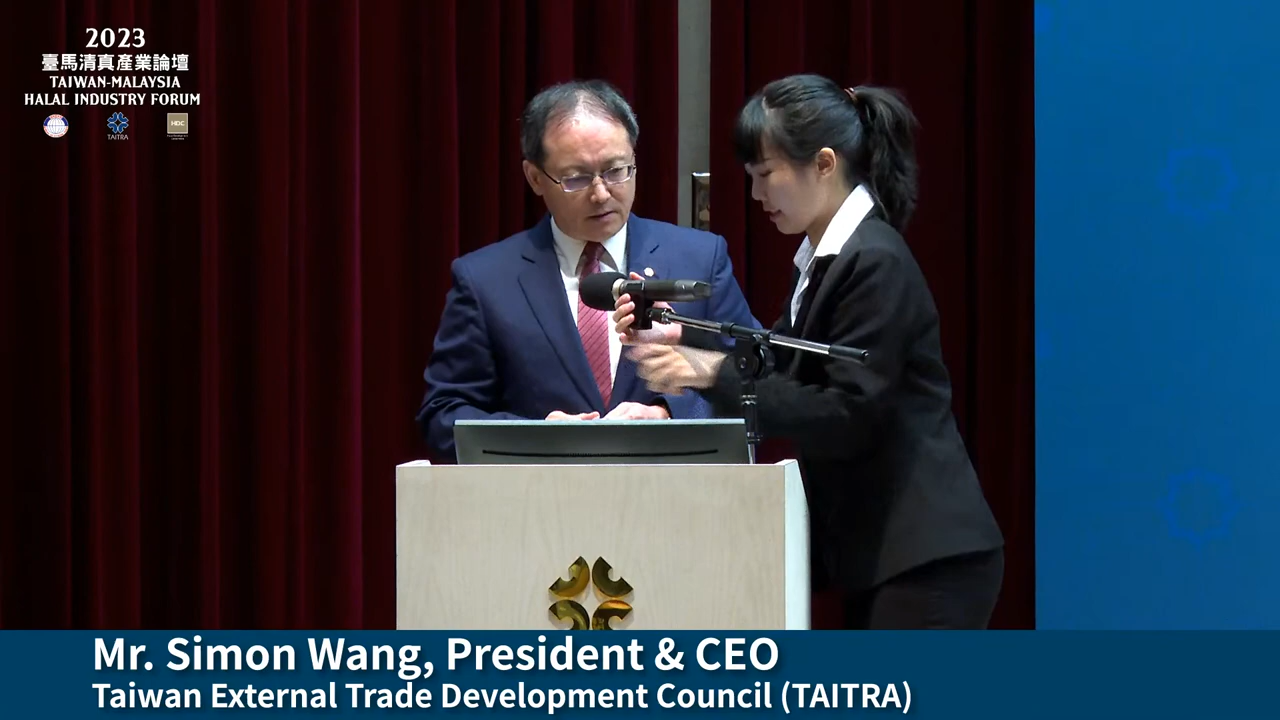 2023
臺馬清真產業論壇
TAIWAN-MALAYSIA
HALAL INDUSTRY FORUM
TAITRA
HDC
Mr. Simon Wang, President & CEO
Taiwan External Trade Development Council (TAITRA)